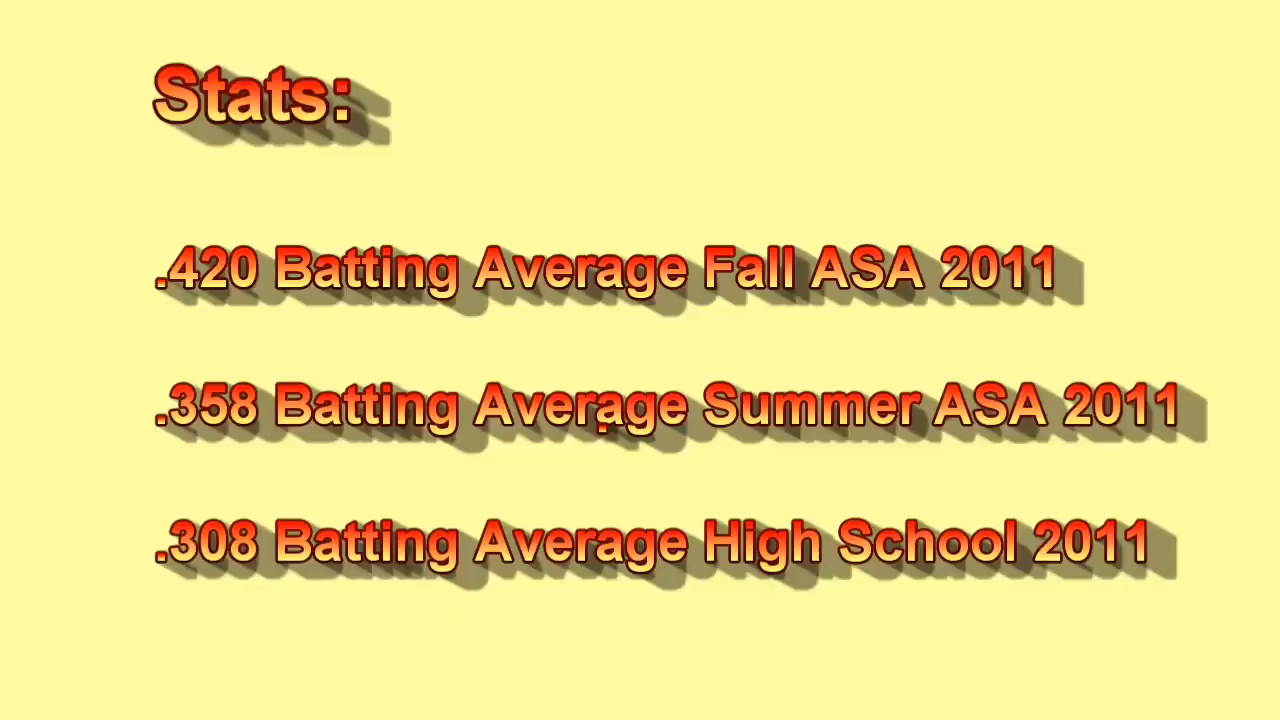 Stats:
.420 Batting Average Fall ASA 2011
.358 Batting Average Summer ASA 2011
.308 Batting Average High School 2011